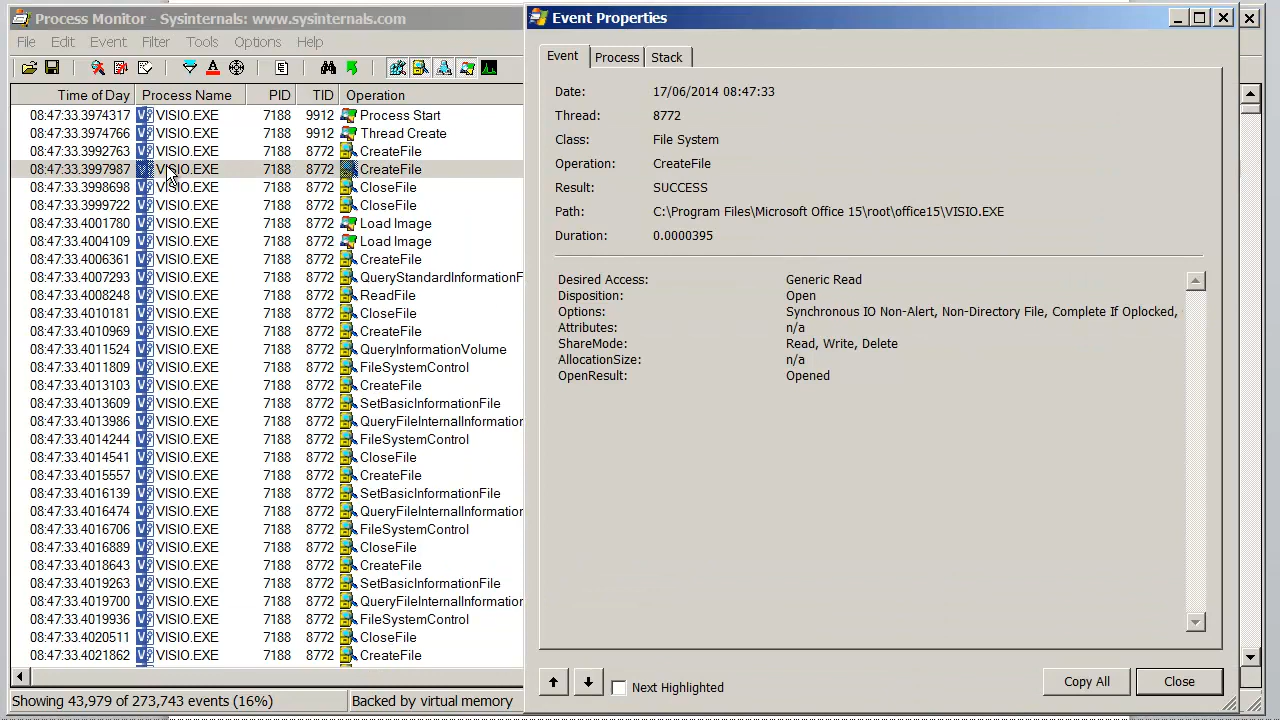 Process Monitor - Sysinternals: www.sysinternals.com
File Edit Event Filter Tools Options Help
Time of Day Process Name PID TID Operation
08:47:33.3974317 VISIO.EXE 7188 9912 Process Start
08:47:33.3974766 VISIO.EXE 7188 9912 Thread Create
08:47:33.3992763 VISIO.EXE 7188 8772 CreateFile
08:47:33.3997987 VISIO.EXE 7188 8772 CreateFile
08:47:33.3998698 VISIO.EXE 7188 8772 CloseFile
08:47:33.3999722 VISIO.EXE 7188 8772 CloseFile
08:47:33.4001780 VISIO.EXE 7188 8772 Load Image
08:47:33.4004109 VISIO.EXE 7188 8772 Load Image
08:47:33.4006361 VISIO.EXE 7188 8772 CreateFile
08:47:33.4007293 VISIO.EXE 7188 8772 QueryStandardInformationF
08:47:33.4008248 VISIO.EXE 7188 8772 ReadFile
08:47:33.4010181 VISIO.EXE 7188 8772 CloseFile
08:47:33.4010969 VISIO.EXE 7188 8772 CreateFile
08:47:33.4011524 VISIO.EXE 7188 8772 QueryInformationVolume
08:47:33.4011809 VISIO.EXE 7188 8772 FileSystemControl
08:47:33.4013103 VISIO.EXE 7188 8772 CreateFile
08:47:33.4013609 VISIO.EXE 7188 8772 SetBasicInformationFile
08:47:33.4013986 VISIO.EXE 7188 8772 QueryFileInternalInformation
08:47:33.4014244 VISIO.EXE 7188 8772 FileSystemControl
08:47:33.4014541 VISIO.EXE 7188 8772 CloseFile
08:47:33.4015557 VISIO.EXE 7188 8772 CreateFile
08:47:33.4016139 VISIO.EXE 7188 8772 SetBasicInformationFile
08:47:33.4016474 VISIO.EXE 7188 8772 QueryFileInternalInformation
08:47:33.4016706 VISIO.EXE 7188 8772 FileSystemControl
08:47:33.4016889 VISIO.EXE 7188 8772 CloseFile
08:47:33.4018643 VISIO.EXE 7188 8772 CreateFile
08:47:33.4019263 VISIO.EXE 7188 8772 SetBasicInformationFile
08:47:33.4019700 VISIO.EXE 7188 8772 QueryFileInternalInformation
08:47:33.4019936 VISIO.EXE 7188 8772 FileSystemControl
08:47:33.4020511 VISIO.EXE 7188 8772 CloseFile
08:47:33.4021862 VISIO.EXE 7188 8772 CreateFile
Showing 43,979 of 273,743 events (16%) Backed by virtual memory
Event Properties
Event Process Stack
Date: 17/06/2014 08:47:33
Thread: 8772
Class: File System
Operation: CreateFile
Result: SUCCESS
Path: C:\Program Files\Microsoft Office 15\root\office15\VISIO.EXE
Duration: 0.0000395
Desired Access: Generic Read
Disposition: Open
Options: Synchronous IO Non-Alert, Non-Directory File, Complete If Oplocked,
Attributes: n/a
ShareMode: Read, Write, Delete
AllocationSize: n/a
OpenResult: Opened
Next Highlighted Copy All Close